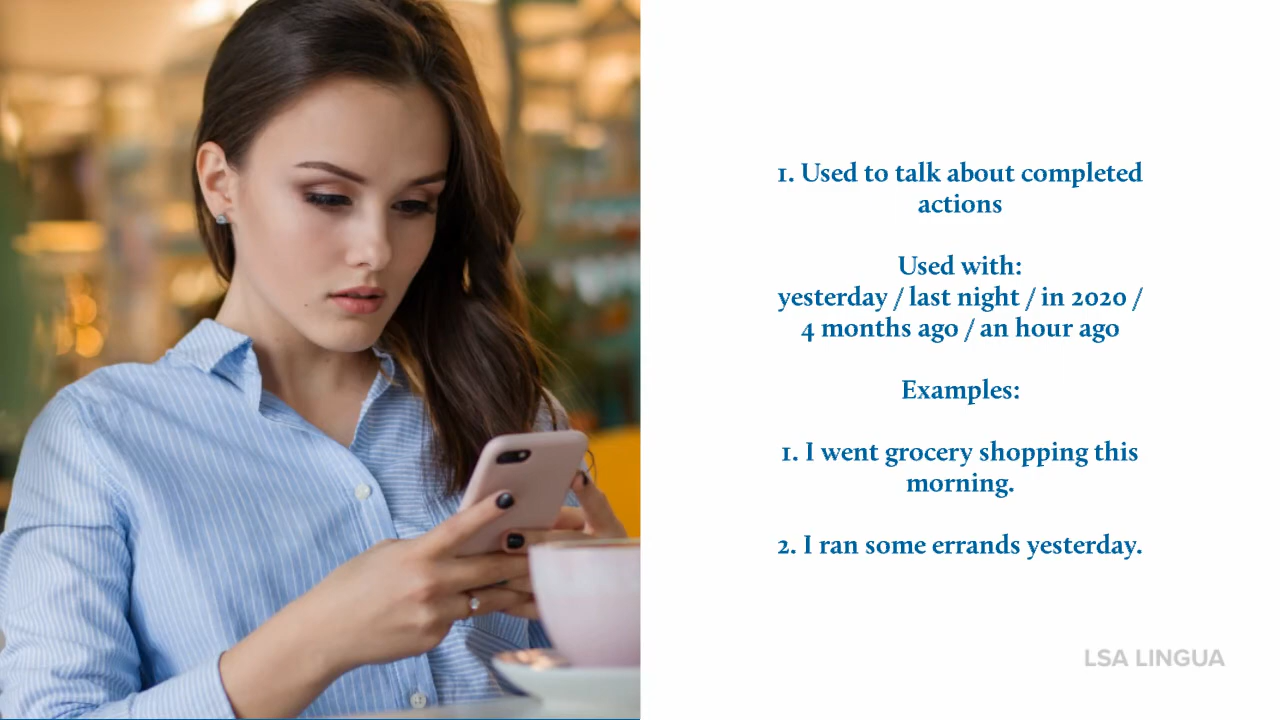 1. Used to talk about completed
actions
Used with:
yesterday / last night / in 2020 /
4 months ago / an hour ago
Examples:
1. I went grocery shopping this
morning.
2. I ran some errands yesterday.
LSA LINGUA